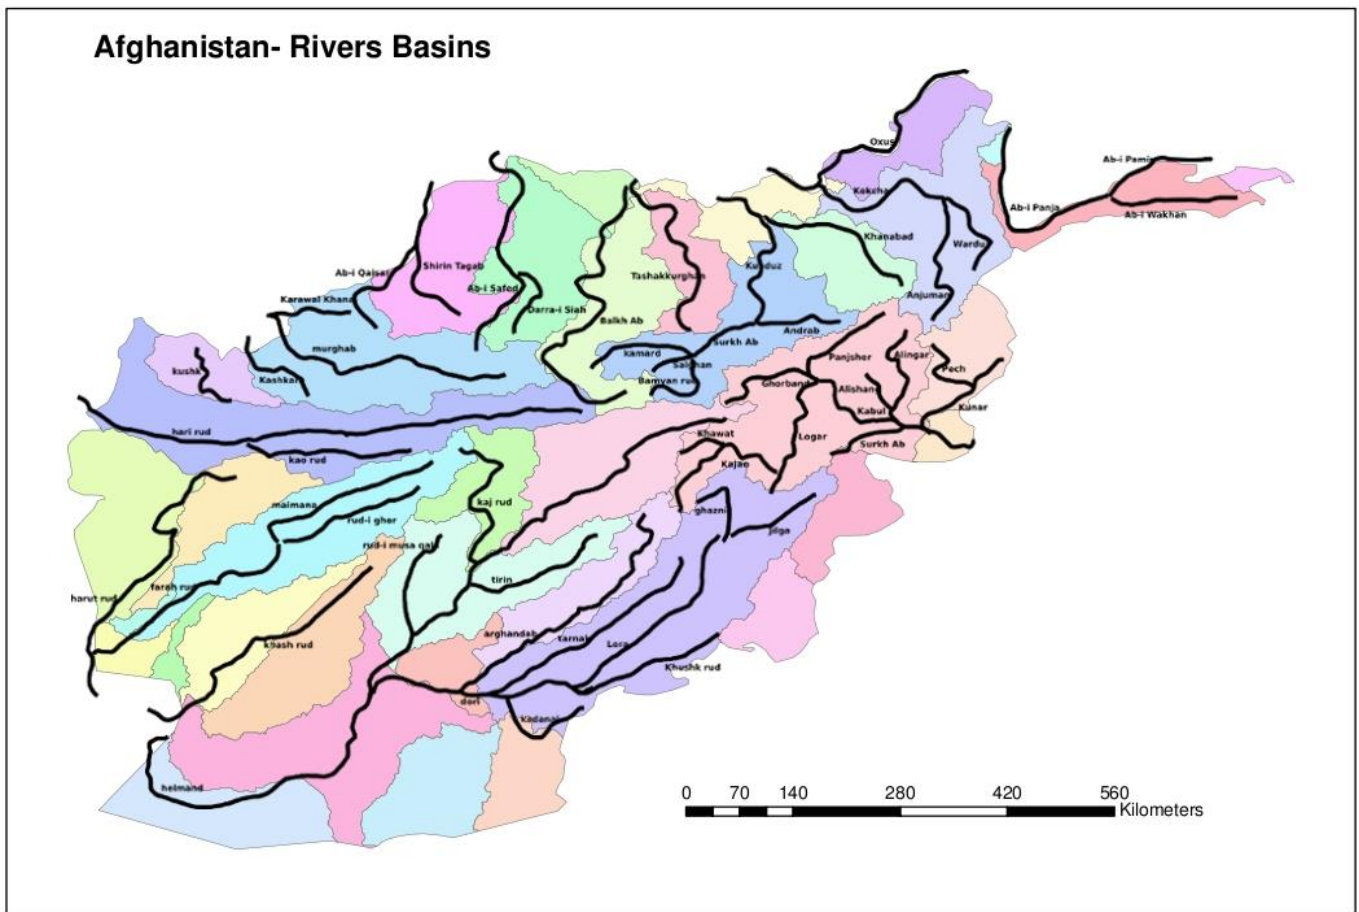 Afghanistan- Rivers Basins
Oxus
Ab-i Pamir
Kokcha
Ab-i Panja
Ab-i Wakhan
Khanabad
Wardu
Shirin Tagab
Kunduz
Ab-i Qaisar
Tashakkurghan
Ab-i Safed
Anjuman
Karawal Khana
Darra-i Siah
Balkh Ab
Andrab
Surkh Ab
murghab
kamard
Panjsher
Alingar
Saighan
Pech
kushk
Kashkan
Bamyan rud
Ghorband
Alishang
Kabul
Kunar
hari rud
Khawat
Logar
Surkh Ab
kao rud
Kajao
maimana
kaj rud
ghazni
rud-i ghor
jilga
rud-i musa qala
tirin
farah rud
harut rud
arghandab
tarnak
Lora
khash rud
Khushk rud
dori
Kadanai
helmand
0 70 140 280 420 560
Kilometers